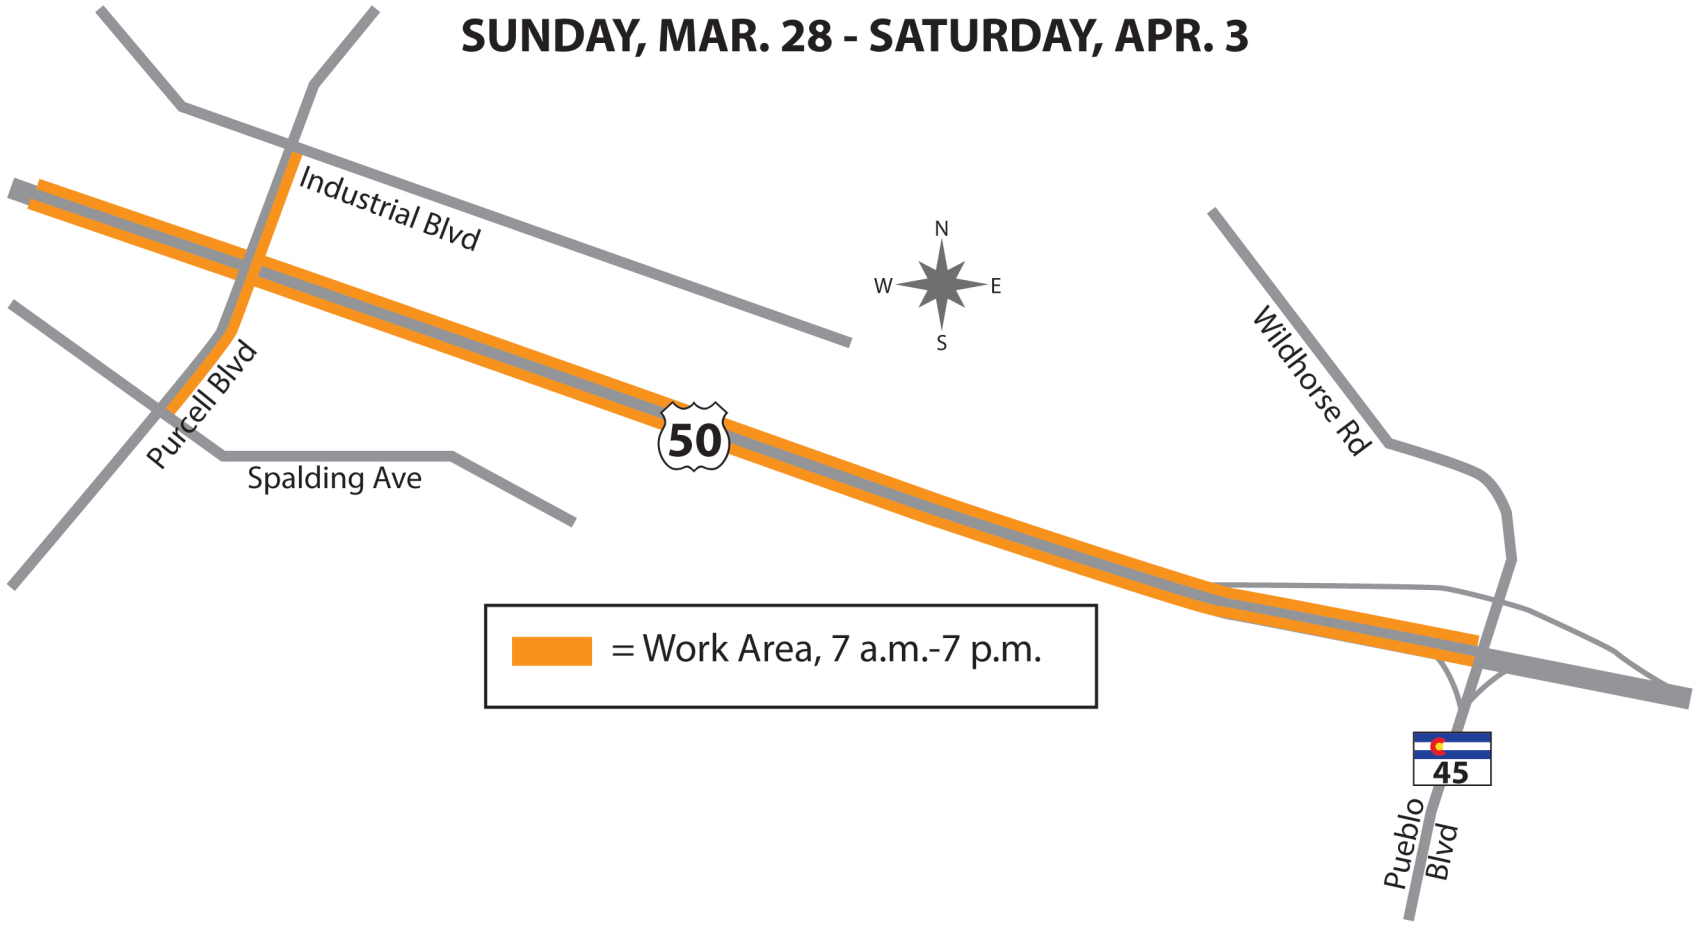 SUNDAY, MAR. 28 - SATURDAY, APR. 3
Industrial Blvd
N
W
E
S
Wildhorse Rd
Purcell Blvd
50
Spalding Ave
= Work Area, 7 a.m.-7 p.m.
45
Pueblo
Blvd